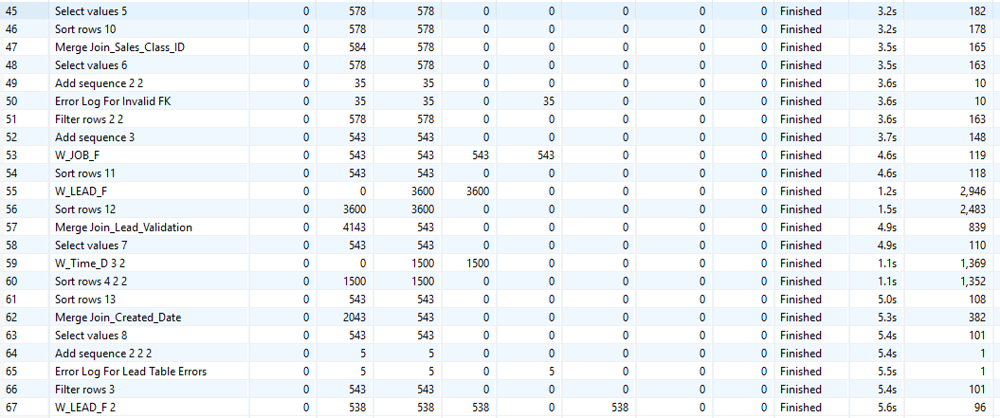 45 Select values 5 0 578 578 0 0 0 0 0 Finished 3.2s 182
46 Sort rows 10 0 578 578 0 0 0 0 0 Finished 3.2s 178
47 Merge Join_Sales_Class_ID 0 584 578 0 0 0 0 0 Finished 3.5s 165
48 Select values 6 0 578 578 0 0 0 0 0 Finished 3.5s 163
49 Add sequence 2 2 0 35 35 0 0 0 0 0 Finished 3.6s 10
50 Error Log For Invalid FK 0 35 35 0 35 0 0 0 Finished 3.6s 10
51 Filter rows 2 2 0 578 578 0 0 0 0 0 Finished 3.6s 163
52 Add sequence 3 0 543 543 0 0 0 0 0 Finished 3.7s 148
53 W_JOB_F 0 543 543 543 543 0 0 0 Finished 4.6s 119
54 Sort rows 11 0 543 543 0 0 0 0 0 Finished 4.6s 118
55 W_LEAD_F 0 0 3600 3600 0 0 0 0 Finished 1.2s 2,946
56 Sort rows 12 0 3600 3600 0 0 0 0 0 Finished 1.5s 2,483
57 Merge Join_Lead_Validation 0 4143 543 0 0 0 0 0 Finished 4.9s 839
58 Select values 7 0 543 543 0 0 0 0 0 Finished 4.9s 110
59 W_Time_D 3 2 0 0 1500 1500 0 0 0 0 Finished 1.1s 1,369
60 Sort rows 4 2 2 0 1500 1500 0 0 0 0 0 Finished 1.1s 1,352
61 Sort rows 13 0 543 543 0 0 0 0 0 Finished 5.0s 108
62 Merge Join_Created_Date 0 2043 543 0 0 0 0 0 Finished 5.3s 382
63 Select values 8 0 543 543 0 0 0 0 0 Finished 5.4s 101
64 Add sequence 2 2 2 0 5 5 0 0 0 0 0 Finished 5.4s 1
65 Error Log For Lead Table Errors 0 5 5 0 5 0 0 0 Finished 5.5s 1
66 Filter rows 3 0 543 543 0 0 0 0 0 Finished 5.4s 101
67 W_LEAD_F 2 0 538 538 538 0 538 0 0 Finished 5.6s 96